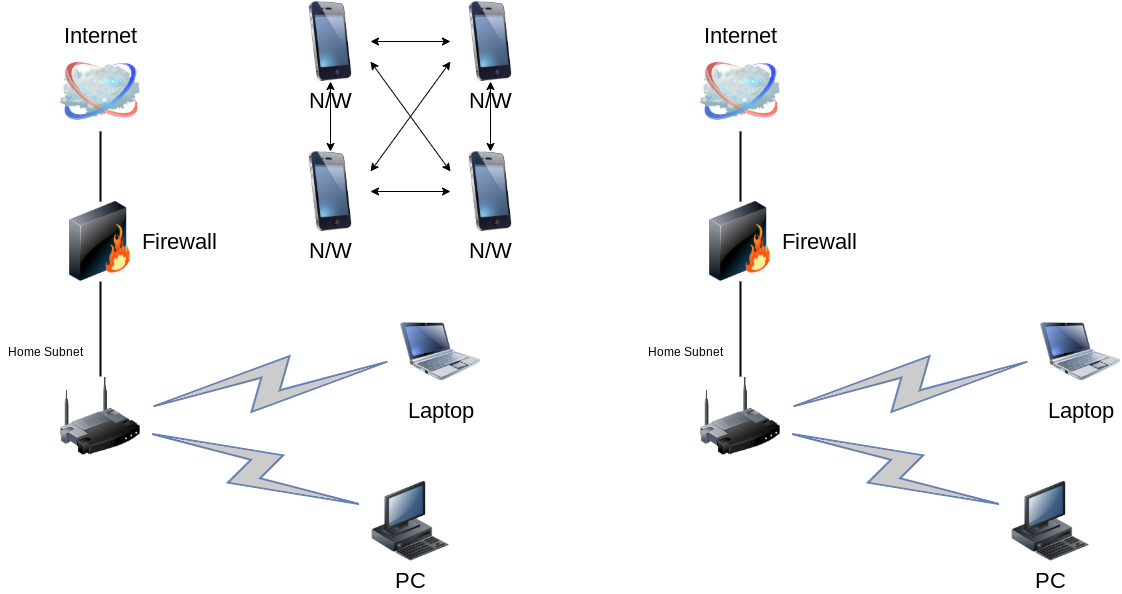 Internet
N/W
N/W
Firewall
N/W
N/W
Home Subnet
Laptop
PC
Internet
Firewall
Home Subnet
Laptop
PC